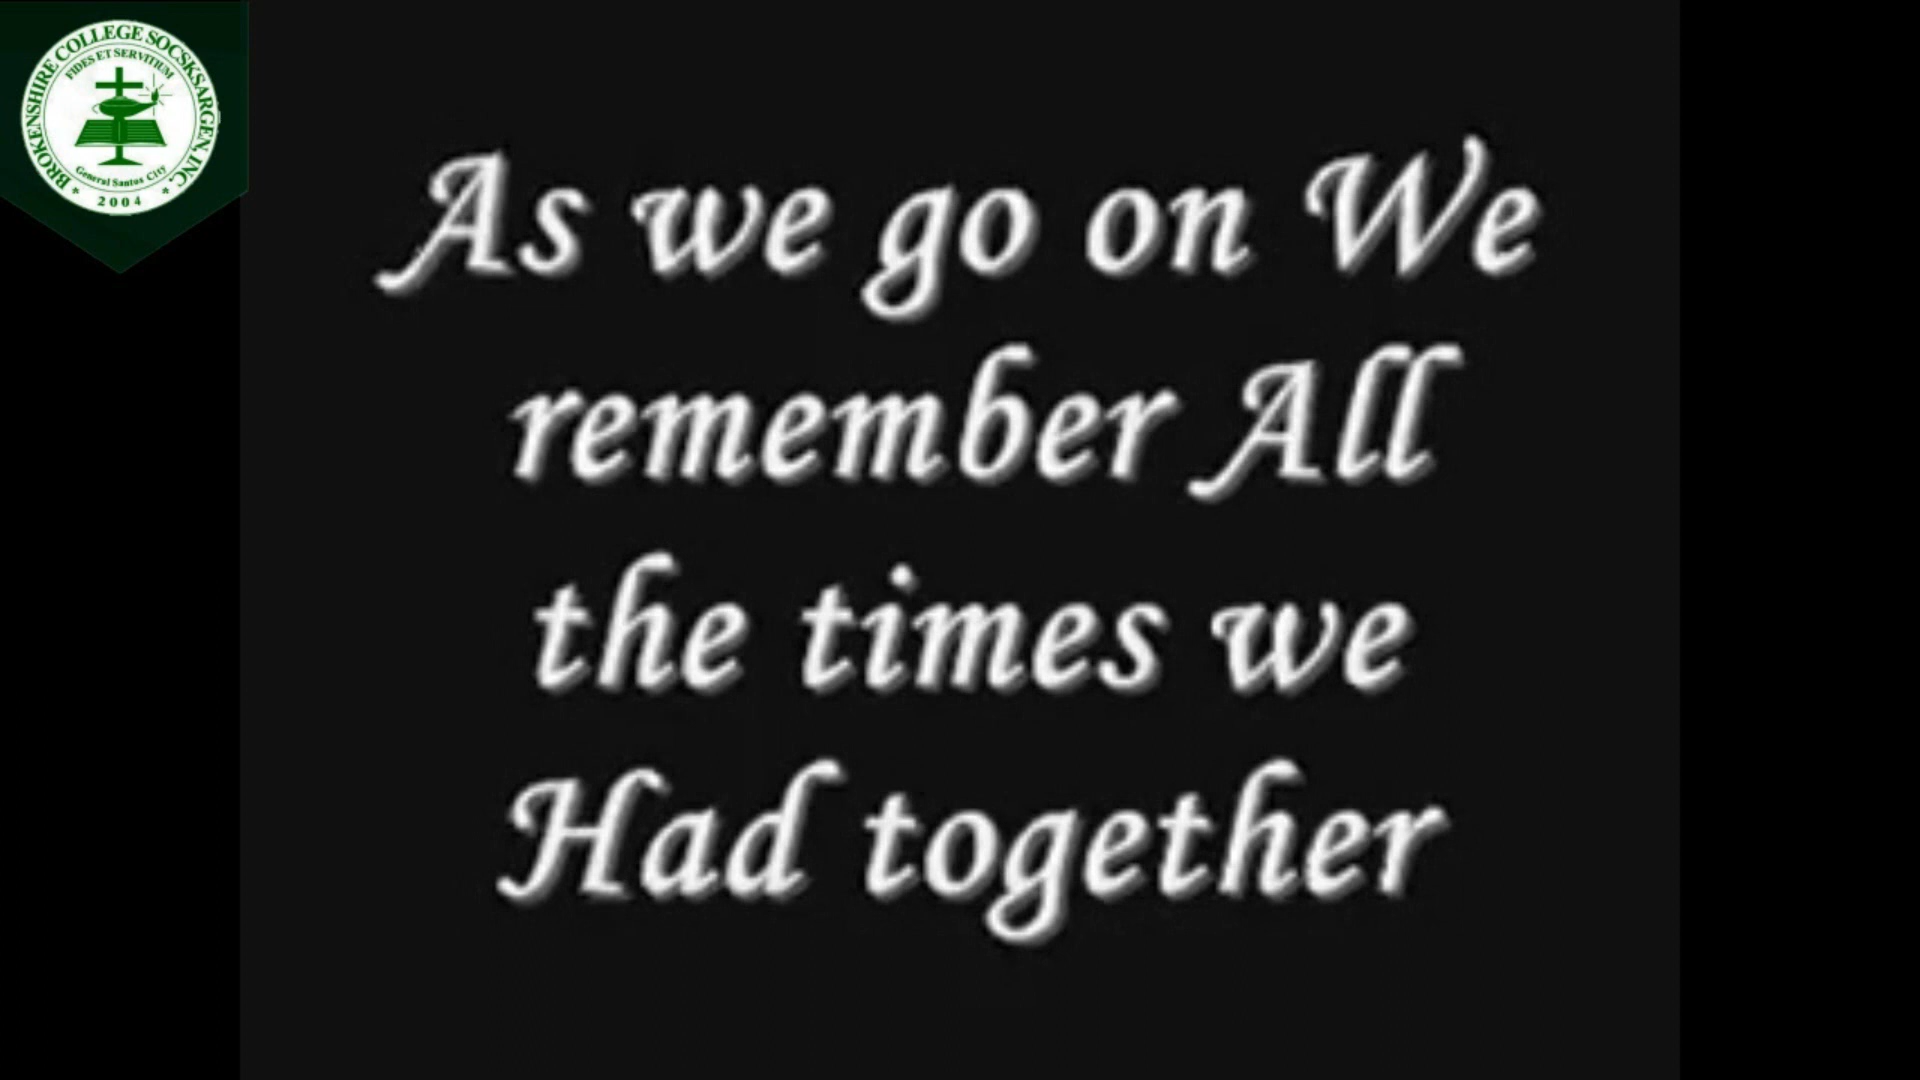 BROKENSHIRE COLLEGE SOCSKSARGEN, INC.
FIDES ET SERVITIUM
General Santos City
* 2004 *
As we go on We
remember All
the times we
Had together